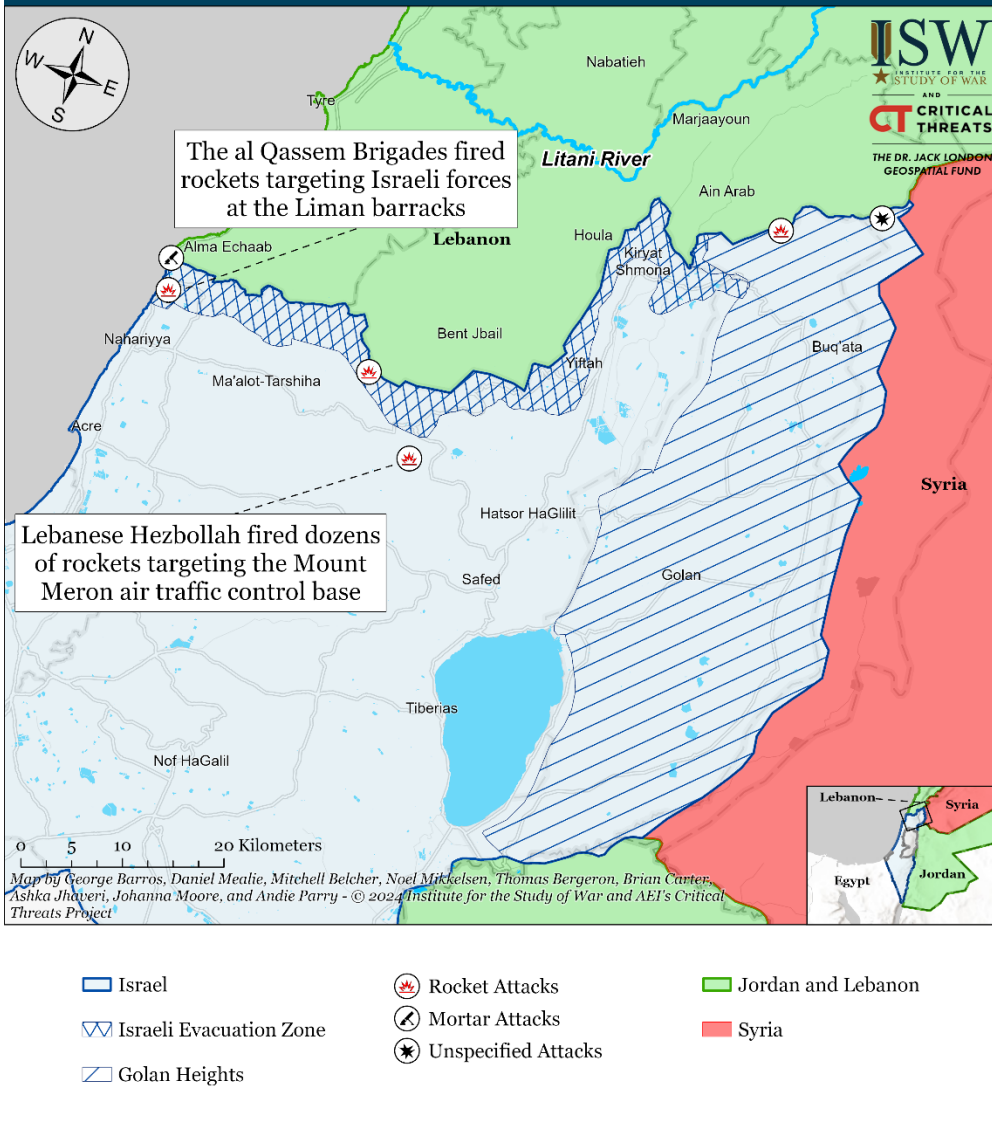 N
W
E
S
ISW
INSTITUTE FOR THE
STUDY OF WAR
AND
CT CRITICAL
THREATS
THE DR. JACK LONDON
GEOSPATIAL FUND
Nabatieh
Tyre
Marjaayoun
The al Qassem Brigades fired
rockets targeting Israeli forces
at the Liman barracks
Litani River
Ain Arab
Alma Echaab
Lebanon
Houla
Kiryat
Shmona
Nahariyya
Bent Jbail
Buq'ata
Yiftah
Ma'alot-Tarshiha
Acre
Syria
Hatsor HaGlilit
Lebanese Hezbollah fired dozens
of rockets targeting the Mount
Meron air traffic control base
Safed
Golan
Tiberias
Nof HaGalil
0 5 10 20 Kilometers
Map by George Barros, Daniel Mealie, Mitchell Belcher, Noel Mikkelsen, Thomas Bergeron, Brian Carter,
Ashka Jhaveri, Johanna Moore, and Andie Parry - © 2024 Institute for the Study of War and AEI's Critical
Threats Project
Lebanon
Syria
Egypt
Jordan
Israel
Israeli Evacuation Zone
Golan Heights
Rocket Attacks
Mortar Attacks
Unspecified Attacks
Jordan and Lebanon
Syria